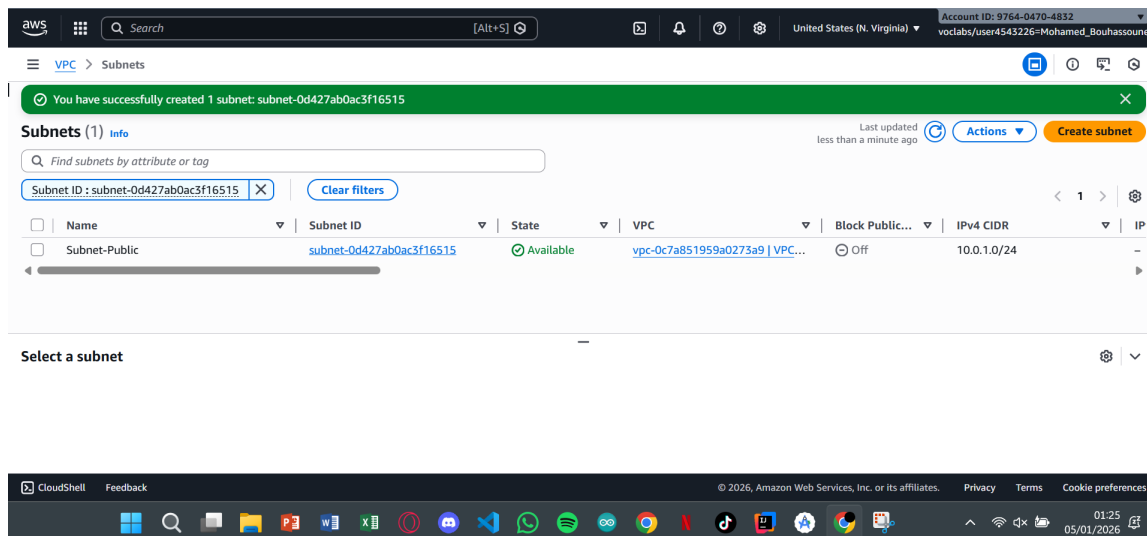 aws
Search
[Alt+S]
United States (N. Virginia)
Account ID: 9764-0470-4832
voclabs/user4543226=Mohamed_Bouhassoune
VPC > Subnets
You have successfully created 1 subnet: subnet-0d427ab0ac3f16515
Subnets (1) Info
Last updated
less than a minute ago
Actions
Create subnet
Find subnets by attribute or tag
Subnet ID : subnet-0d427ab0ac3f16515
Clear filters
1
Name Subnet ID State VPC Block Public... IPv4 CIDR IP
Subnet-Public subnet-0d427ab0ac3f16515 Available vpc-0c7a851959a0273a9 | VPC... Off 10.0.1.0/24 –
Select a subnet
CloudShell Feedback © 2026, Amazon Web Services, Inc. or its affiliates. Privacy Terms Cookie preferences
01:25
05/01/2026